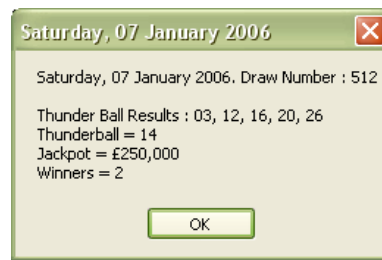 Saturday, 07 January 2006
Saturday, 07 January 2006. Draw Number : 512
Thunder Ball Results : 03, 12, 16, 20, 26
Thunderball = 14
Jackpot = £250,000
Winners = 2
OK